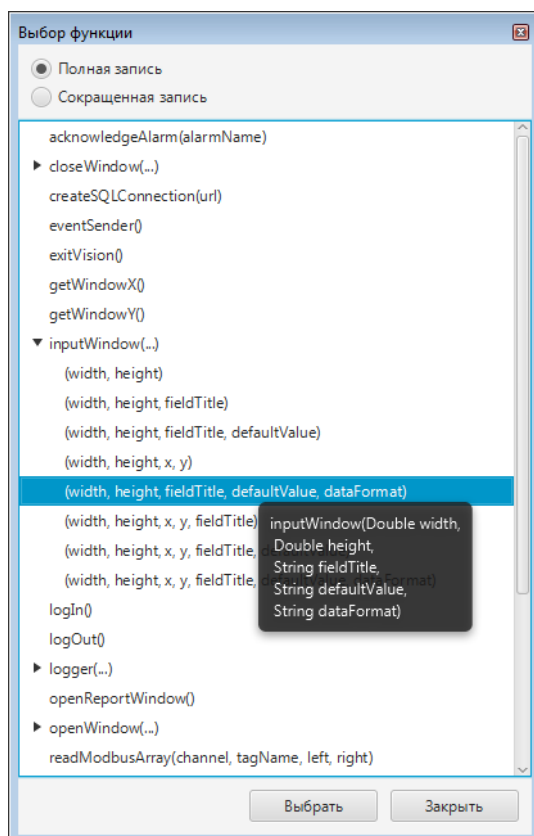 Выбор функции
Полная запись
Сокращенная запись
acknowledgeAlarm(alarmName)
closeWindow(...)
createSQLConnection(url)
eventSender()
exitVision()
getWindowX()
getWindowY()
inputWindow(...)
(width, height)
(width, height, fieldTitle)
(width, height, fieldTitle, defaultValue)
(width, height, x, y)
(width, height, fieldTitle, defaultValue, dataFormat)
(width, height, x, y, fieldTitle)
(width, height, x, y, fieldTitle, defaultValue)
(width, height, x, y, fieldTitle, defaultValue, dataFormat)
inputWindow(Double width,
Double height,
String fieldTitle,
String defaultValue,
String dataFormat)
logIn()
logOut()
logger(...)
openReportWindow()
openWindow(...)
readModbusArray(channel, tagName, left, right)
Выбрать
Закрыть